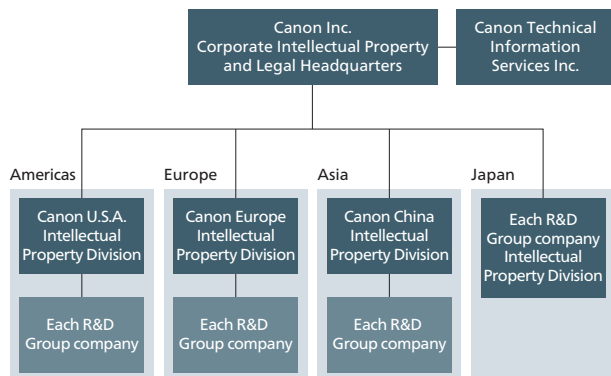 Canon Inc.
Corporate Intellectual Property
and Legal Headquarters
Canon Technical
Information
Services Inc.
Americas
Canon U.S.A.
Intellectual
Property Division
Each R&D
Group company
Europe
Canon Europe
Intellectual
Property Division
Each R&D
Group company
Asia
Canon China
Intellectual
Property Division
Each R&D
Group company
Japan
Each R&D
Group company
Intellectual
Property Division